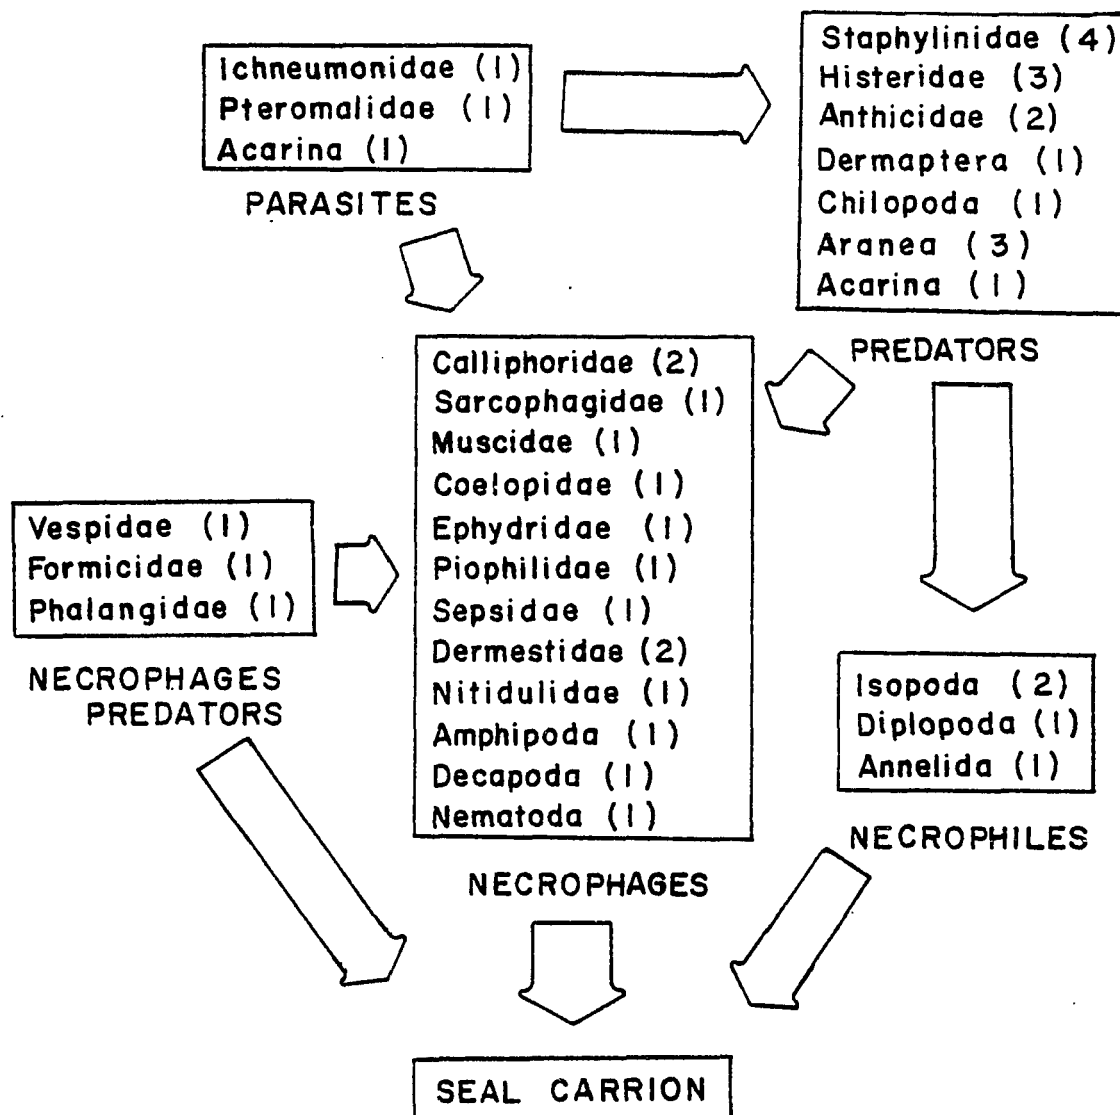 Ichneumonidae (1)
Pteromalidae (1)
Acarina (1)
PARASITES
Staphylinidae (4)
Histeridae (3)
Anthicidae (2)
Dermaptera (1)
Chilopoda (1)
Aranea (3)
Acarina (1)
PREDATORS
Calliphoridae (2)
Sarcophagidae (1)
Muscidae (1)
Coelopidae (1)
Ephydridae (1)
Piophilidae (1)
Sepsidae (1)
Dermestidae (2)
Nitidulidae (1)
Amphipoda (1)
Decapoda (1)
Nematoda (1)
NECROPHAGES
Vespidae (1)
Formicidae (1)
Phalangidae (1)
NECROPHAGES
PREDATORS
Isopoda (2)
Diplopoda (1)
Annelida (1)
NECROPHILES
SEAL CARRION